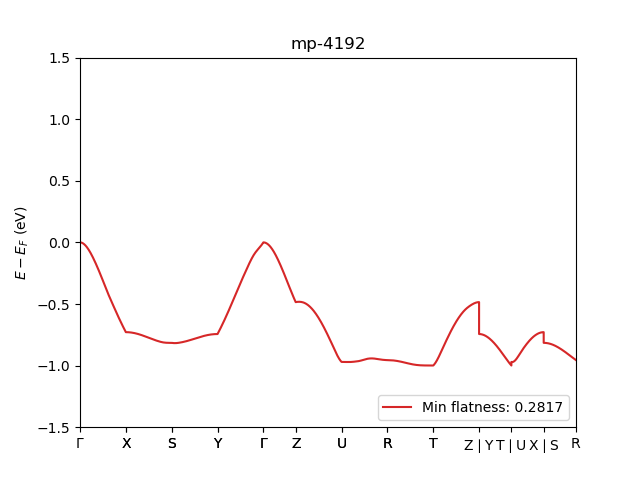 mp-4192
1.5
1.0
0.5
0.0
−0.5
−1.0
−1.5
E − E_F (eV)
Min flatness: 0.2817
Γ X S Y Γ Z U R T Z | Y T | U X | S R